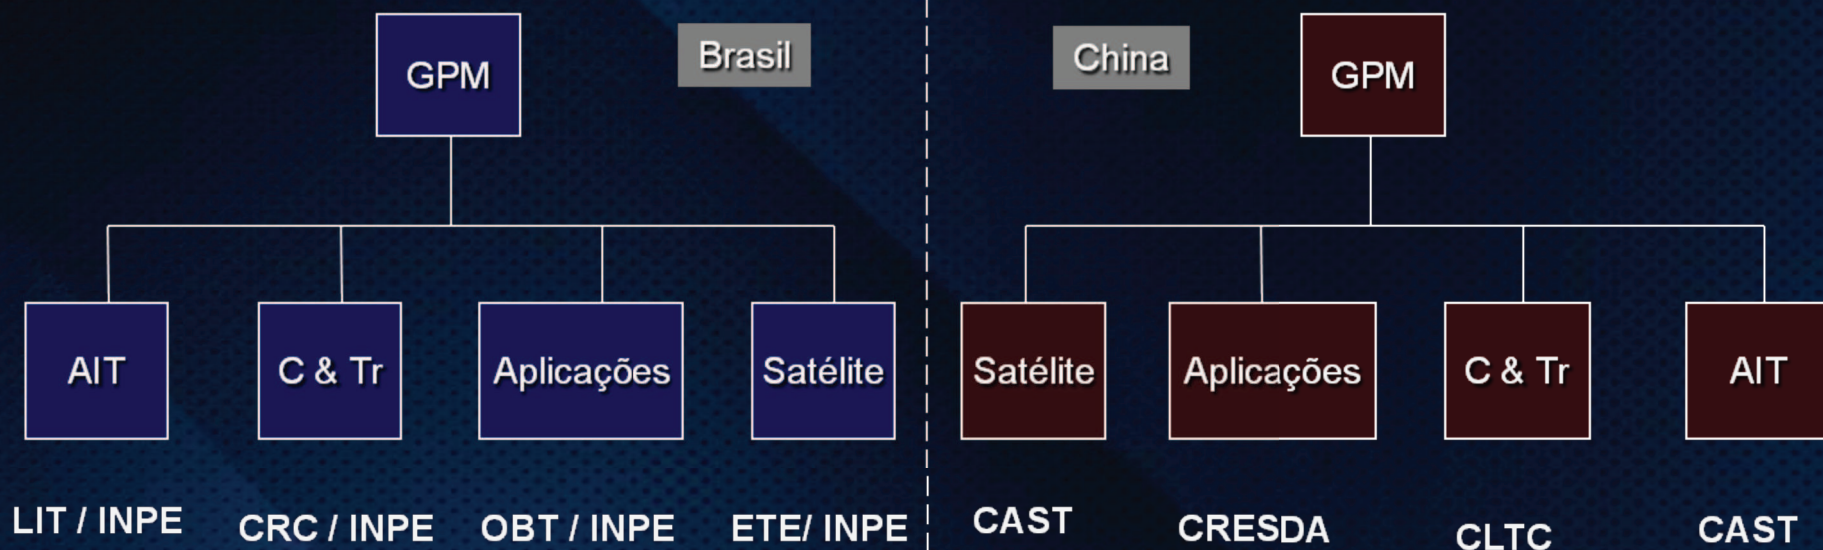 GPM
Brasil
China
GPM
AIT
C & Tr
Aplicações
Satélite
Satélite
Aplicações
C & Tr
AIT
LIT / INPE
CRC / INPE
OBT / INPE
ETE/ INPE
CAST
CRESDA
CLTC
CAST